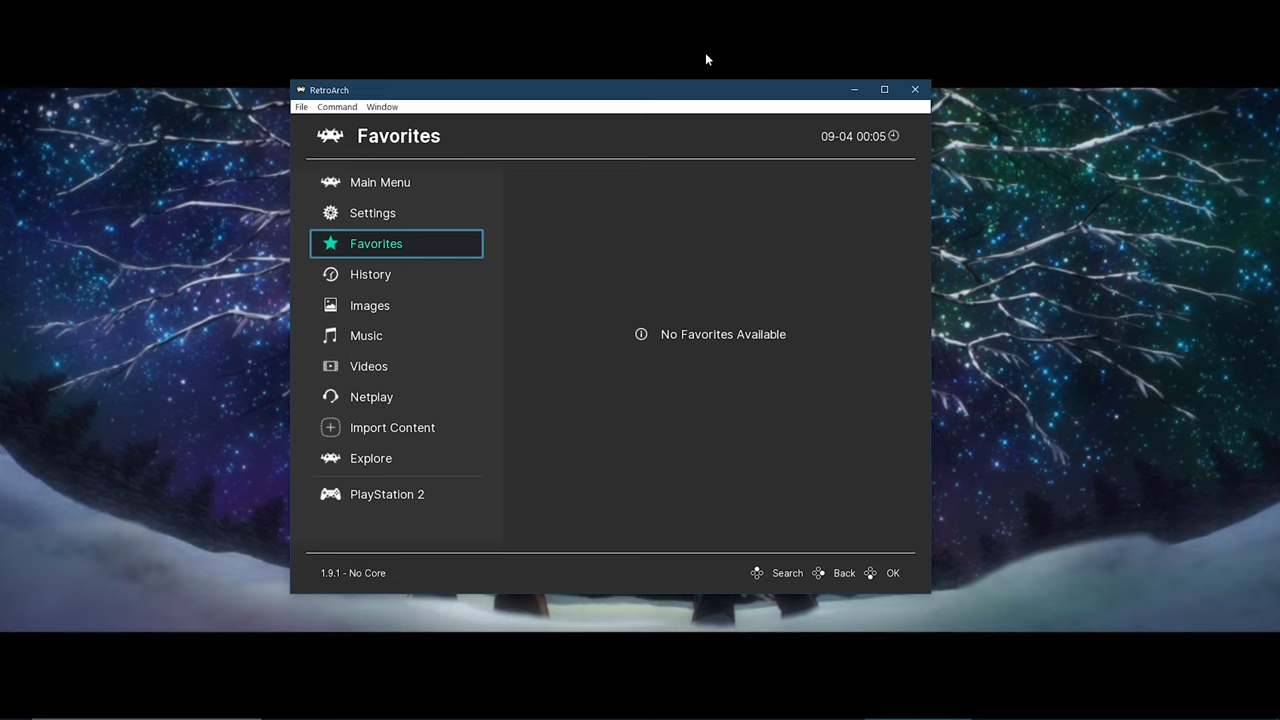 RetroArch
File Command Window
Favorites
09-04 00:05
Main Menu
Settings
Favorites
History
Images
Music
Videos
Netplay
Import Content
Explore
PlayStation 2
No Favorites Available
1.9.1 - No Core
Search Back OK